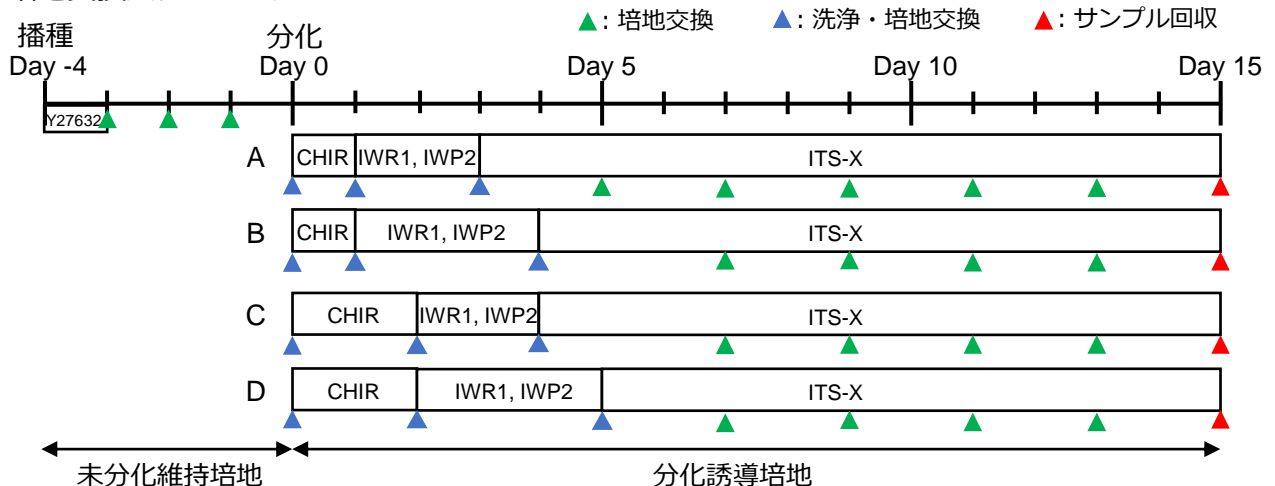 ▲: 培地交換 ▲: 洗浄・培地交換 ▲: サンプル回収
播種 分化
Day -4 Day 0 Day 5 Day 10 Day 15
Y27632
A CHIR IWR1, IWP2 ITS-X
B CHIR IWR1, IWP2 ITS-X
C CHIR IWR1, IWP2 ITS-X
D CHIR IWR1, IWP2 ITS-X
未分化維持培地 分化誘導培地